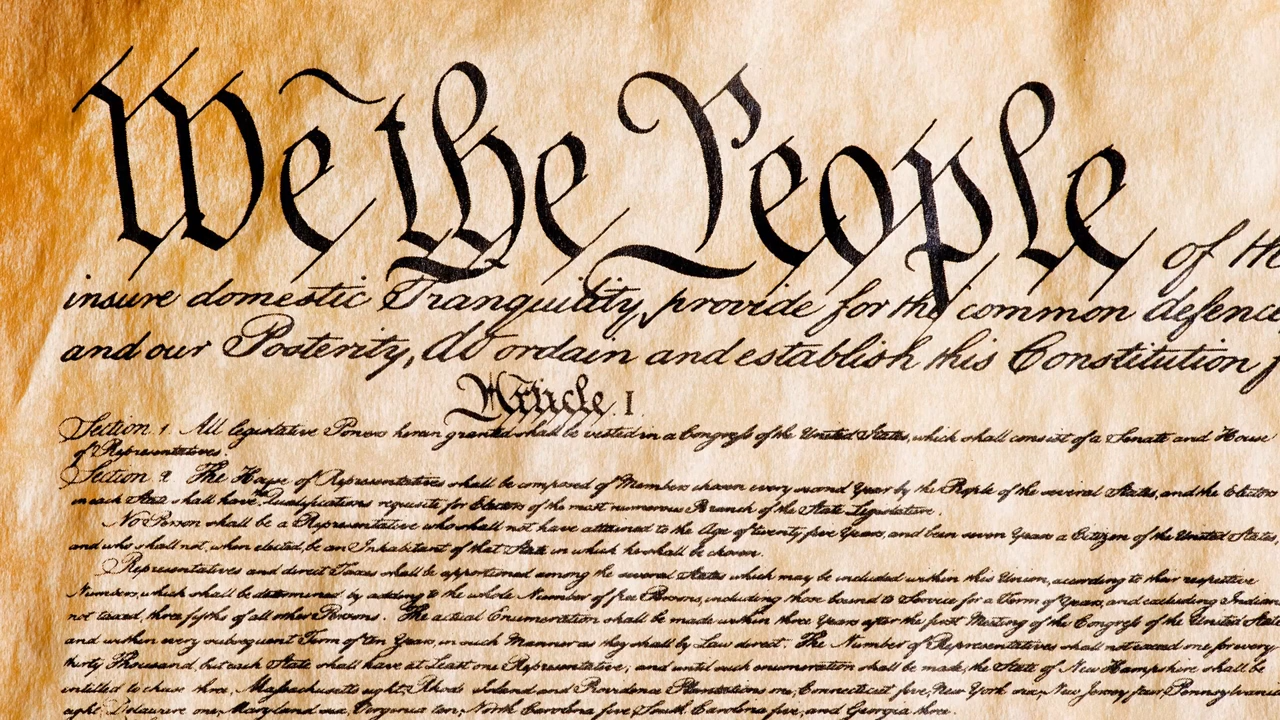 We the People of the
insure domestic Tranquility, provide for the common defence
and our Posterity, do ordain and establish this Constitution f
Article I
Section 1. All legislative Powers herein granted shall be vested in a Congress of the United States, which shall consist of a Senate and House
of Representatives.
Section 2. The House of Representatives shall be composed of Members chosen every second Year by the People of the several States, and the Electors
in each State shall have the Qualifications requisite for Electors of the most numerous Branch of the State Legislature.
No Person shall be a Representative who shall not have attained to the Age of twenty five Years, and been seven Years a Citizen of the United States,
and who shall not, when elected, be an Inhabitant of that State in which he shall be chosen.
Representatives and direct Taxes shall be apportioned among the several States which may be included within this Union, according to their respective
Numbers, which shall be determined by adding to the whole Number of free Persons, including those bound to Service for a Term of Years, and excluding Indians
not taxed, three fifths of all other Persons. The actual Enumeration shall be made within three Years after the first Meeting of the Congress of the United States
and within every subsequent Term of ten Years, in such Manner as they shall by Law direct. The Number of Representatives shall not exceed one for every
thirty Thousand, but each State shall have at Least one Representative; and until such enumeration shall be made, the State of New Hampshire shall be
entitled to chuse three, Massachusetts eight, Rhode Island and Providence Plantations one, Connecticut five, New York six, New Jersey four, Pennsylvania
eight, Delaware one, Maryland six, Virginia ten, North Carolina five, South Carolina five, and Georgia three.